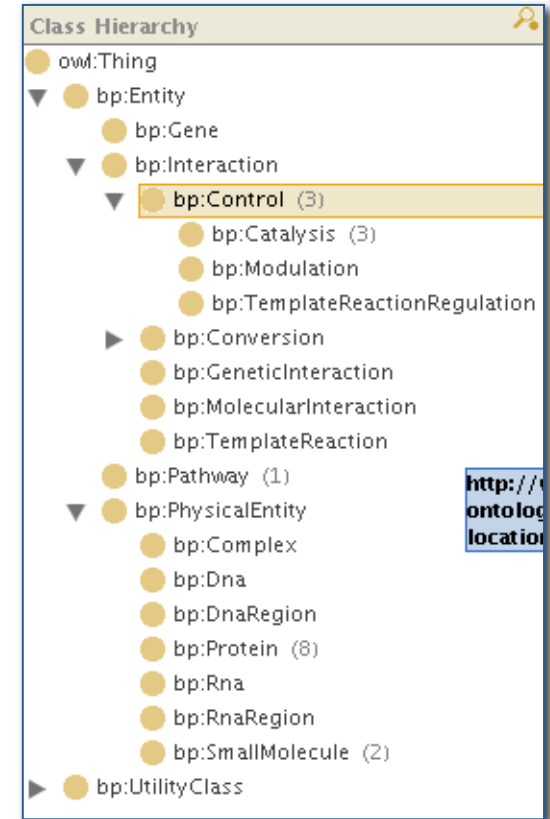 Class Hierarchy
owl:Thing
bp:Entity
bp:Gene
bp:Interaction
bp:Control (3)
bp:Catalysis (3)
bp:Modulation
bp:TemplateReactionRegulation
bp:Conversion
bp:GeneticInteraction
bp:MolecularInteraction
bp:TemplateReaction
bp:Pathway (1)
bp:PhysicalEntity
bp:Complex
bp:Dna
bp:DnaRegion
bp:Protein (8)
bp:Rna
bp:RnaRegion
bp:SmallMolecule (2)
bp:UtilityClass
http://
ontolog
location